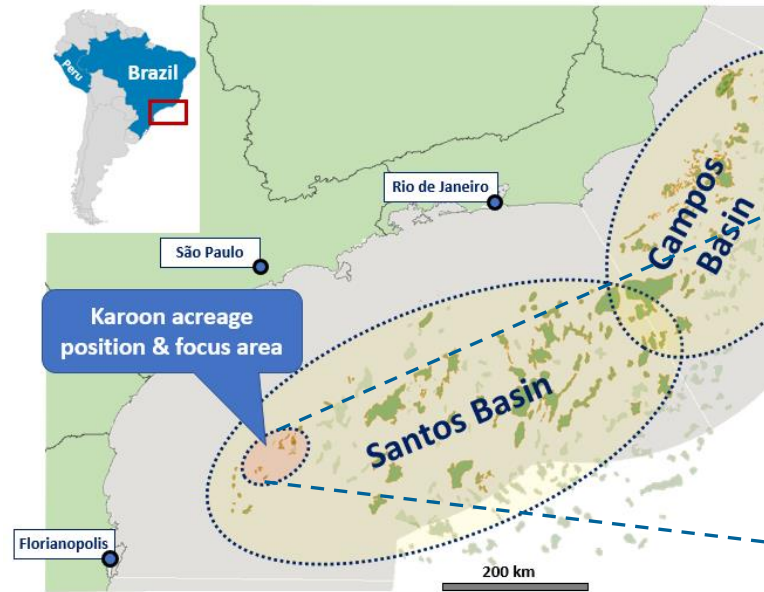 Peru
Brazil
Rio de Janeiro
São Paulo
Campos
Basin
Karoon acreage
position & focus area
Santos Basin
Florianopolis
200 km